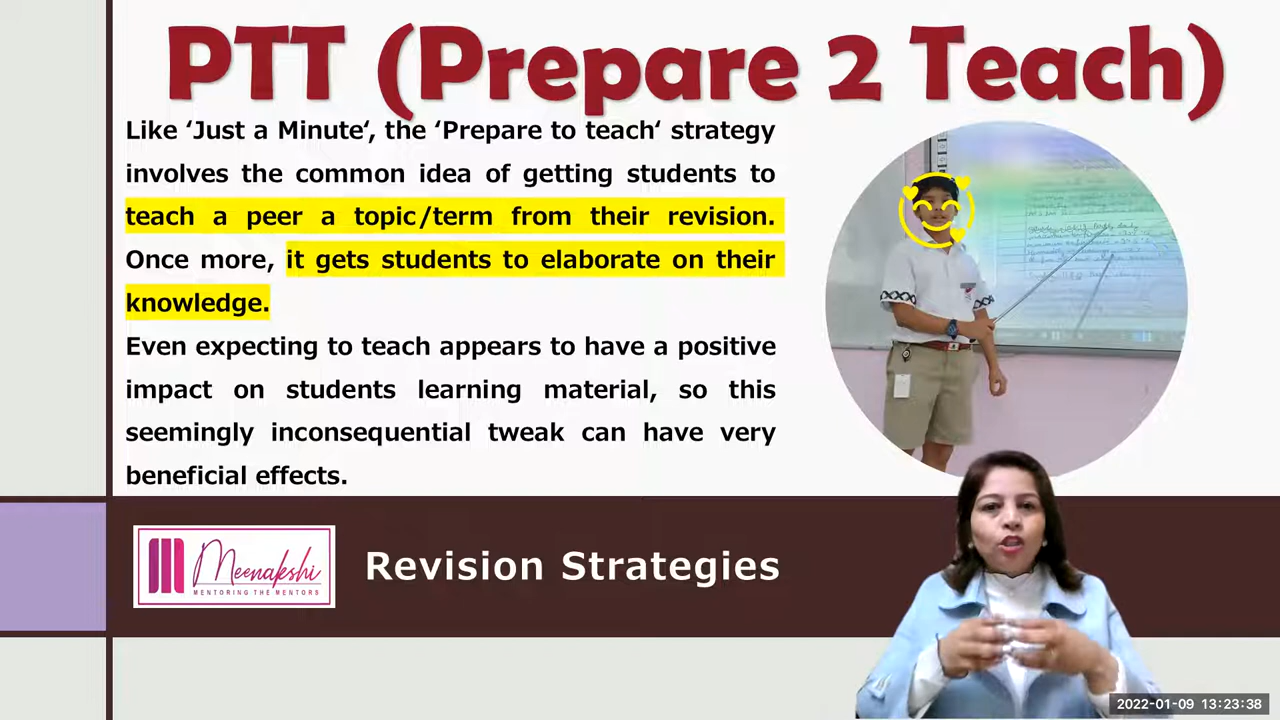 PTT (Prepare 2 Teach)
Like ‘Just a Minute‘, the ‘Prepare to teach‘ strategy
involves the common idea of getting students to
teach a peer a topic/term from their revision.
Once more, it gets students to elaborate on their
knowledge.
Even expecting to teach appears to have a positive
impact on students learning material, so this
seemingly inconsequential tweak can have very
beneficial effects.
Meenakshi
MENTORING THE MENTORS
Revision Strategies
2022-01-09 13:23:38